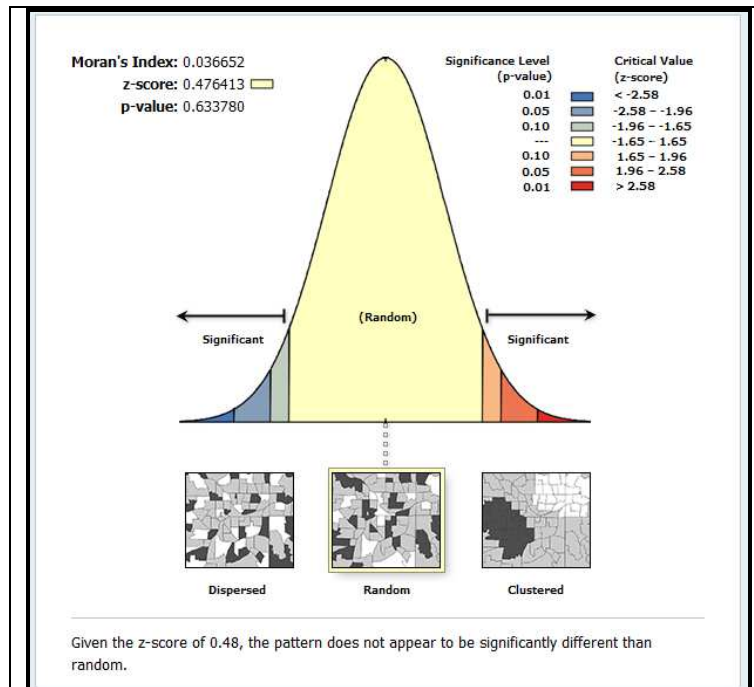 Moran's Index: 0.036652
z-score: 0.476413
p-value: 0.633780
Significance Level
(p-value)
Critical Value
(z-score)
0.01 < -2.58
0.05 -2.58 – -1.96
0.10 -1.96 – -1.65
--- -1.65 – 1.65
0.10 1.65 – 1.96
0.05 1.96 – 2.58
0.01 > 2.58
(Random)
Significant
Significant
Dispersed
Random
Clustered
Given the z-score of 0.48, the pattern does not appear to be significantly different than
random.